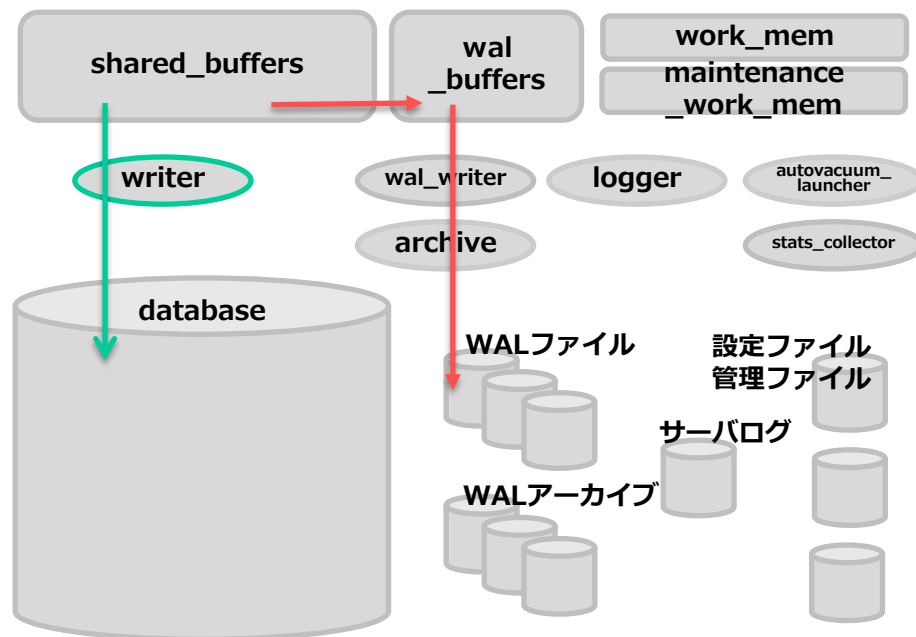 shared_buffers
wal
_buffers
work_mem
maintenance
_work_mem
writer
wal_writer
logger
autovacuum_
launcher
archive
stats_collector
database
WALファイル
設定ファイル
管理ファイル
サーバログ
WALアーカイブ